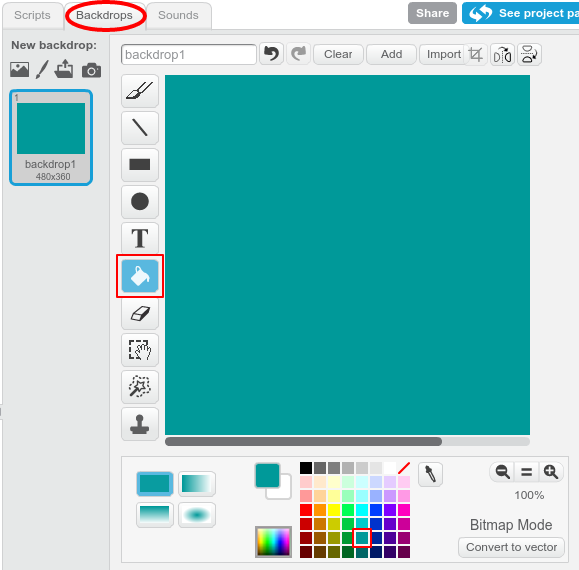 Scripts
Backdrops
Sounds
Share
See project pa
New backdrop:
backdrop1
Clear
Add
Import
1
backdrop1
480x360
T
100%
Bitmap Mode
Convert to vector